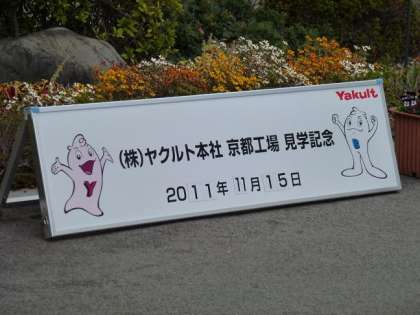 Yakult
(株)ヤクルト本社 京都工場 見学記念
2011年 11月15日
Y
B